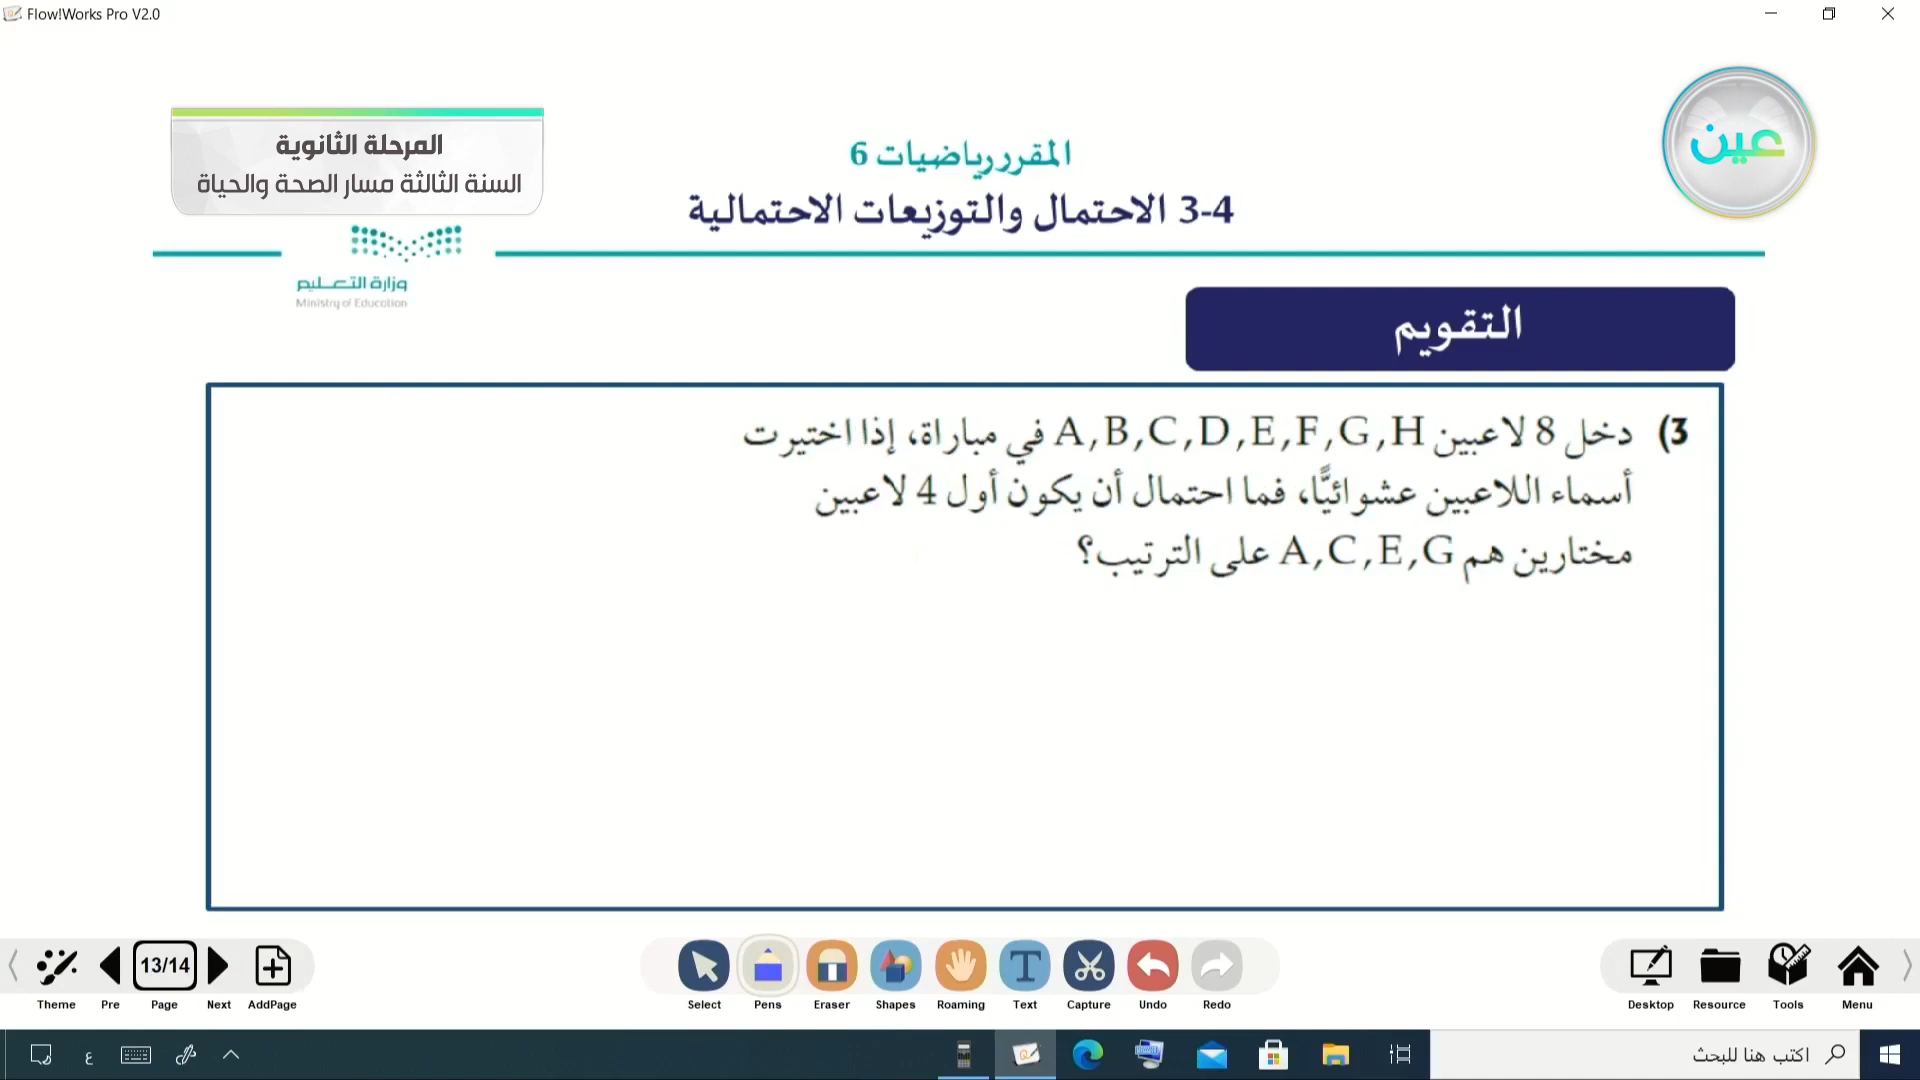 Flow!Works Pro V2.0
عين
المرحلة الثانوية
السنة الثالثة مسار الصحة والحياة
المقرر رياضيات 6
3-4 الاحتمال والتوزيعات الاحتمالية
وزارة التعليم
Ministry of Education
التقويم
3) دخل 8 لاعبين A,B,C,D,E,F,G,H في مباراة، إذا اختيرت
أسماء اللاعبين عشوائيًّا، فما احتمال أن يكون أول 4 لاعبين
مختارين هم A,C,E,G على الترتيب؟
13/14
Theme Pre Page Next AddPage
Select Pens Eraser Shapes Roaming Text Capture Undo Redo
Desktop Resource Tools Menu
ع
اكتب هنا للبحث